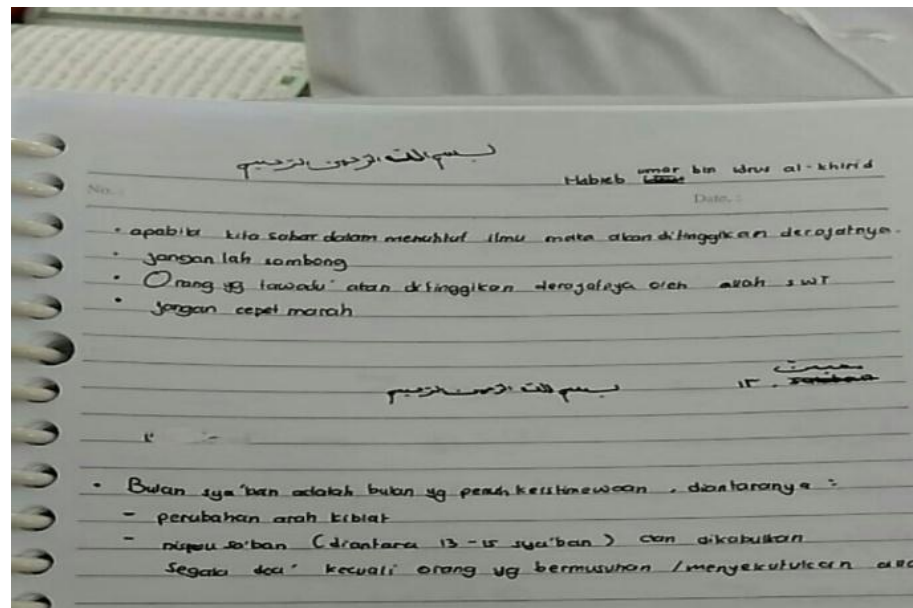 بسم الله الرحمن الرحيم
Habieb umar bin idrus al-khirid
No. :
Date. :
• apabila kita sabar dalam menuntut ilmu maka akan ditinggikan derajatnya.
• jangan lah sombong
• Orang yg tawadu' akan ditinggikan derajatnya oleh allah swt
• jangan cepet marah
بسم الله الرحمن الرحيم
١٢ .
• Bulan sya'ban adalah bulan yg penuh keistimewaan , diantaranya :
- perubahan arah kiblat
- nispu sa'ban (diantara 13 - 15 sya'ban) dan dikabulkan
segala doa' kecuali orang yg bermusuhan / menyekutukan